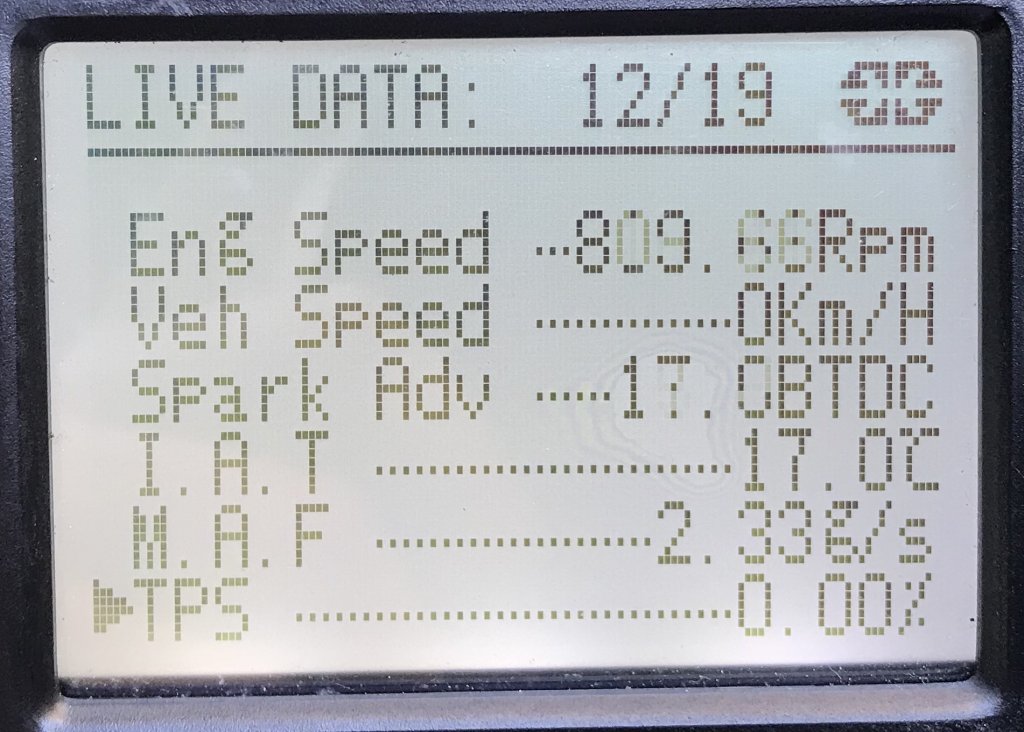 LIVE DATA: 12/19
Eng Speed ...809.66Rpm
Veh Speed ............0Km/H
Spark Adv .....17.0BTDC
I.A.T ......................17.0℃
M.A.F .................2.33g/s
▶TPS ...........................0.00%